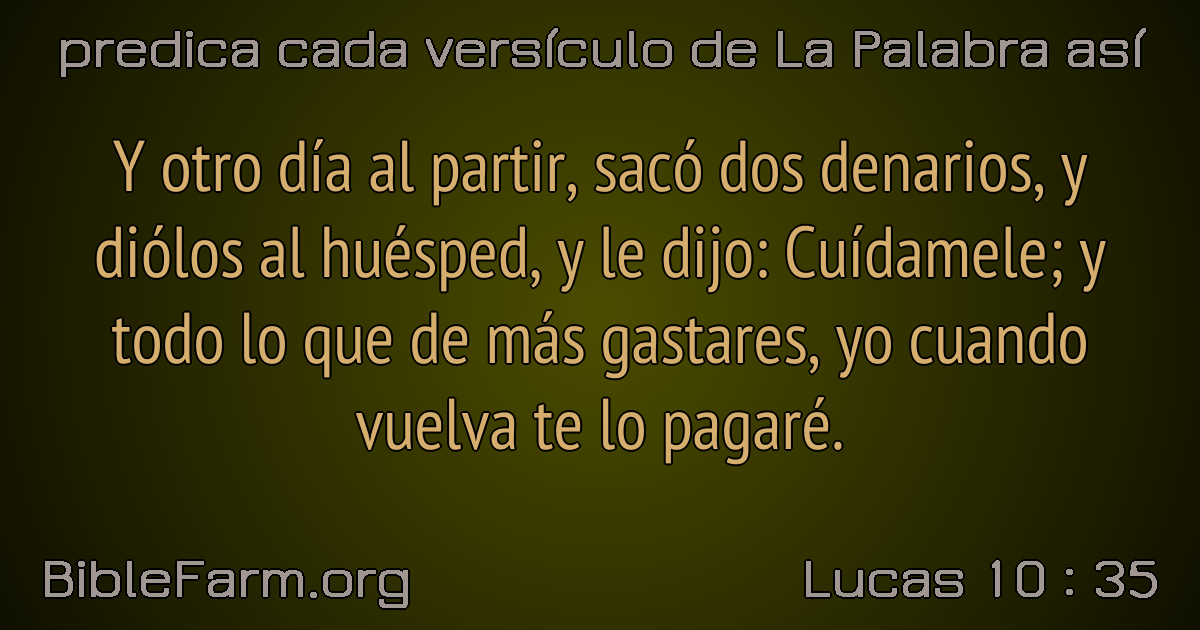 predica cada versículo de La Palabra así
Y otro día al partir, sacó dos denarios, y
diólos al huésped, y le dijo: Cuídamele; y
todo lo que de más gastares, yo cuando
vuelva te lo pagaré.
BibleFarm.org
Lucas 10 : 35